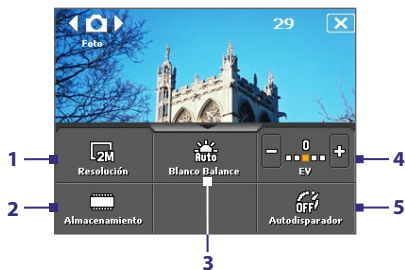 29
Foto
2M
Auto
0
1
Resolución
Blanco Balance
EV
4
2
OFF
5
Almacenamiento
Autodisparador
3